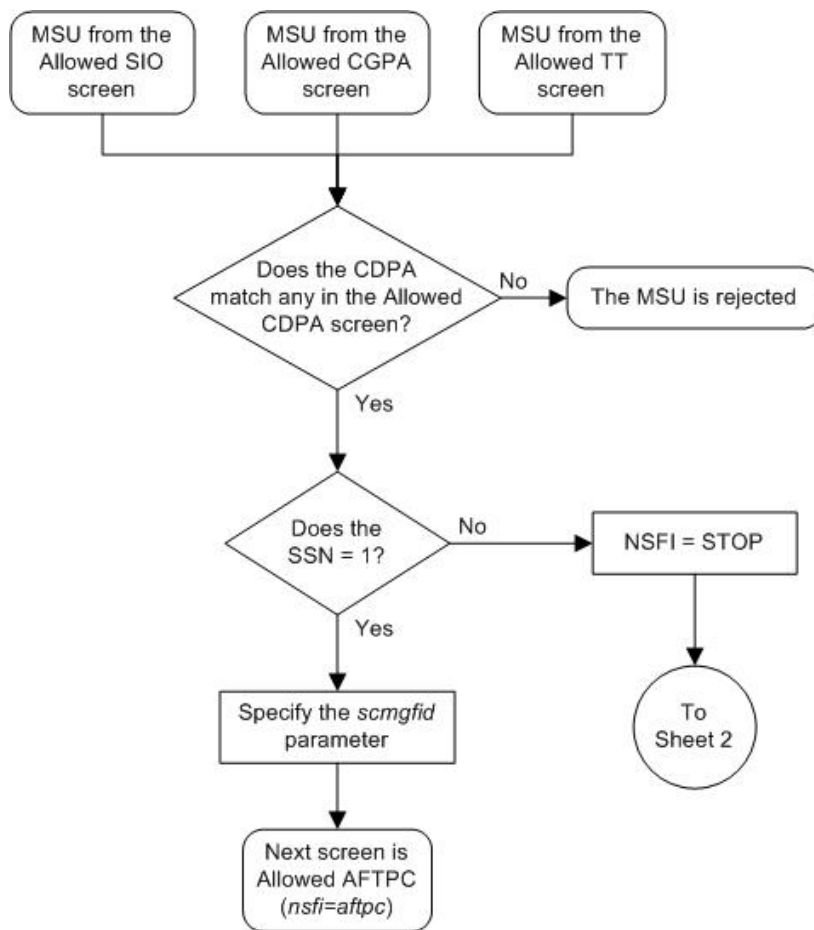 MSU from the
Allowed SIO
screen
MSU from the
Allowed CGPA
screen
MSU from the
Allowed TT
screen
Does the CDPA
match any in the Allowed
CDPA screen?
No
The MSU is rejected
Yes
Does the
SSN = 1?
No
NSFI = STOP
Yes
Specify the scmgfid
parameter
To
Sheet 2
Next screen is
Allowed AFTPC
(nsfi=aftpc)